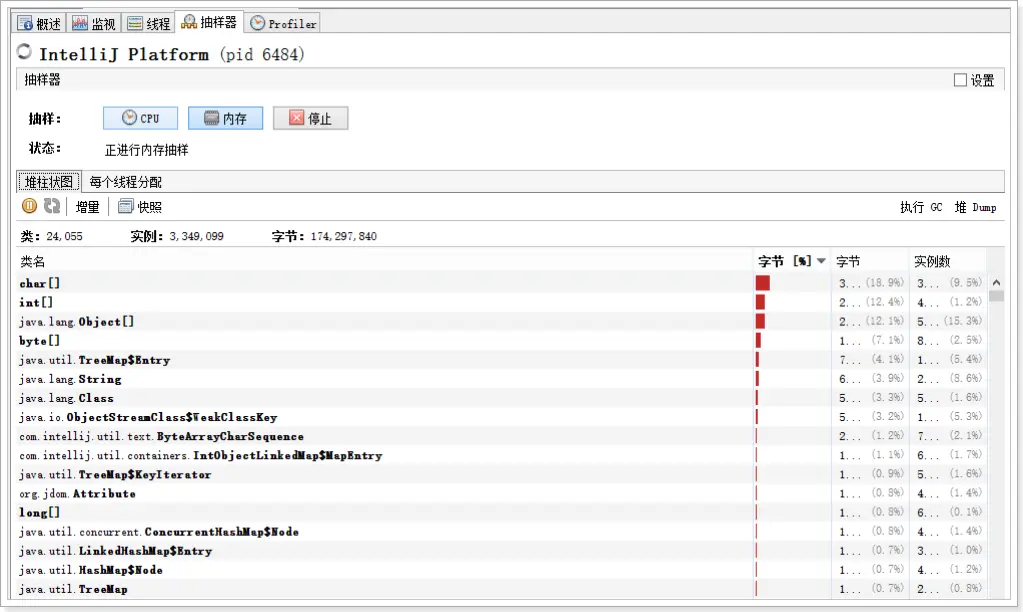 概述 监视 线程 抽样器 Profiler
IntelliJ Platform (pid 6484)
抽样器 设置
抽样: CPU 内存 停止
状态: 正进行内存抽样
堆柱状图 每个线程分配
增量 快照 执行 GC 堆 Dump
类: 24,055 实例: 3,349,099 字节: 174,297,840
类名 字节 [%] 字节 实例数
char[] 3... (18.9%) 3... (9.5%)
int[] 2... (12.4%) 4... (1.2%)
java.lang.Object[] 2... (12.1%) 5... (15.3%)
byte[] 1... (7.1%) 8... (2.5%)
java.util.TreeMap$Entry 7... (4.1%) 1... (5.4%)
java.lang.String 6... (3.9%) 2... (8.6%)
java.lang.Class 5... (3.3%) 5... (1.6%)
java.io.ObjectStreamClass$WeakClassKey 5... (3.2%) 1... (5.3%)
com.intellij.util.text.ByteArrayCharSequence 2... (1.2%) 7... (2.1%)
com.intellij.util.containers.IntObjectLinkedMap$MapEntry 1... (1.1%) 6... (1.7%)
java.util.TreeMap$KeyIterator 1... (0.9%) 5... (1.6%)
org.jdom.Attribute 1... (0.8%) 4... (1.4%)
long[] 1... (0.8%) 6... (0.1%)
java.util.concurrent.ConcurrentHashMap$Node 1... (0.8%) 4... (1.4%)
java.util.LinkedHashMap$Entry 1... (0.7%) 3... (1.0%)
java.util.HashMap$Node 1... (0.7%) 4... (1.2%)
java.util.TreeMap 1... (0.7%) 2... (0.8%)